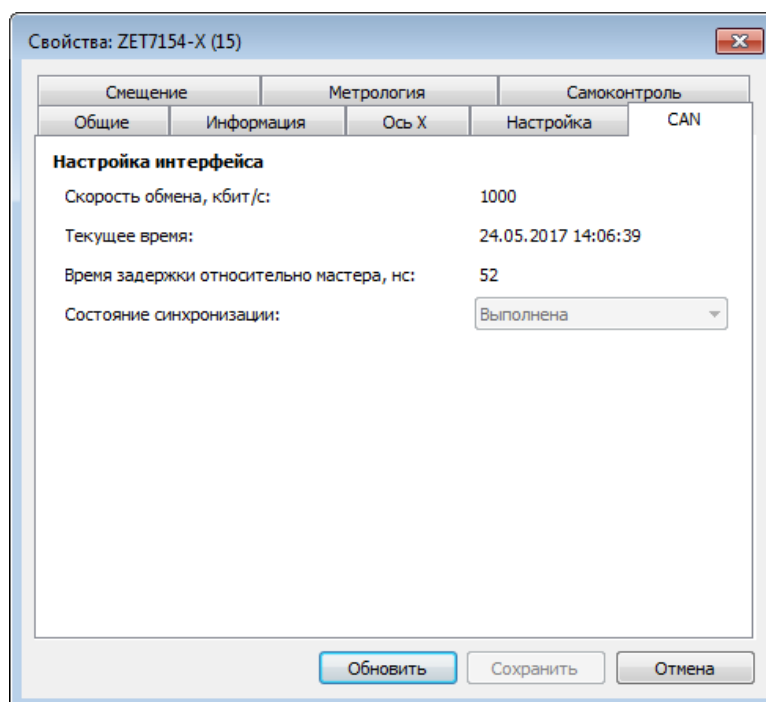 Свойства: ZET7154-X (15)
Смещение Метрология Самоконтроль
Общие Информация Ось X Настройка CAN
Настройка интерфейса
Скорость обмена, кбит/с: 1000
Текущее время: 24.05.2017 14:06:39
Время задержки относительно мастера, нс: 52
Состояние синхронизации: Выполнена
Обновить Сохранить Отмена